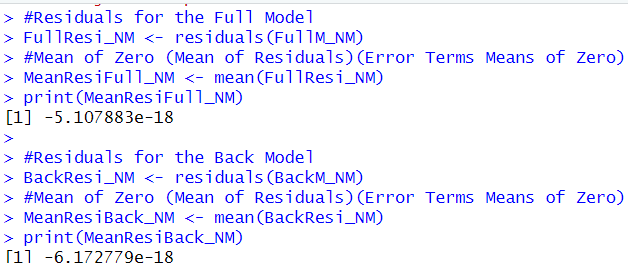 > #Residuals for the Full Model
> FullResi_NM <- residuals(FullM_NM)
> #Mean of Zero (Mean of Residuals)(Error Terms Means of Zero)
> MeanResiFull_NM <- mean(FullResi_NM)
> print(MeanResiFull_NM)
[1] -5.107883e-18
>
> #Residuals for the Back Model
> BackResi_NM <- residuals(BackM_NM)
> #Mean of Zero (Mean of Residuals)(Error Terms Means of Zero)
> MeanResiBack_NM <- mean(BackResi_NM)
> print(MeanResiBack_NM)
[1] -6.172779e-18